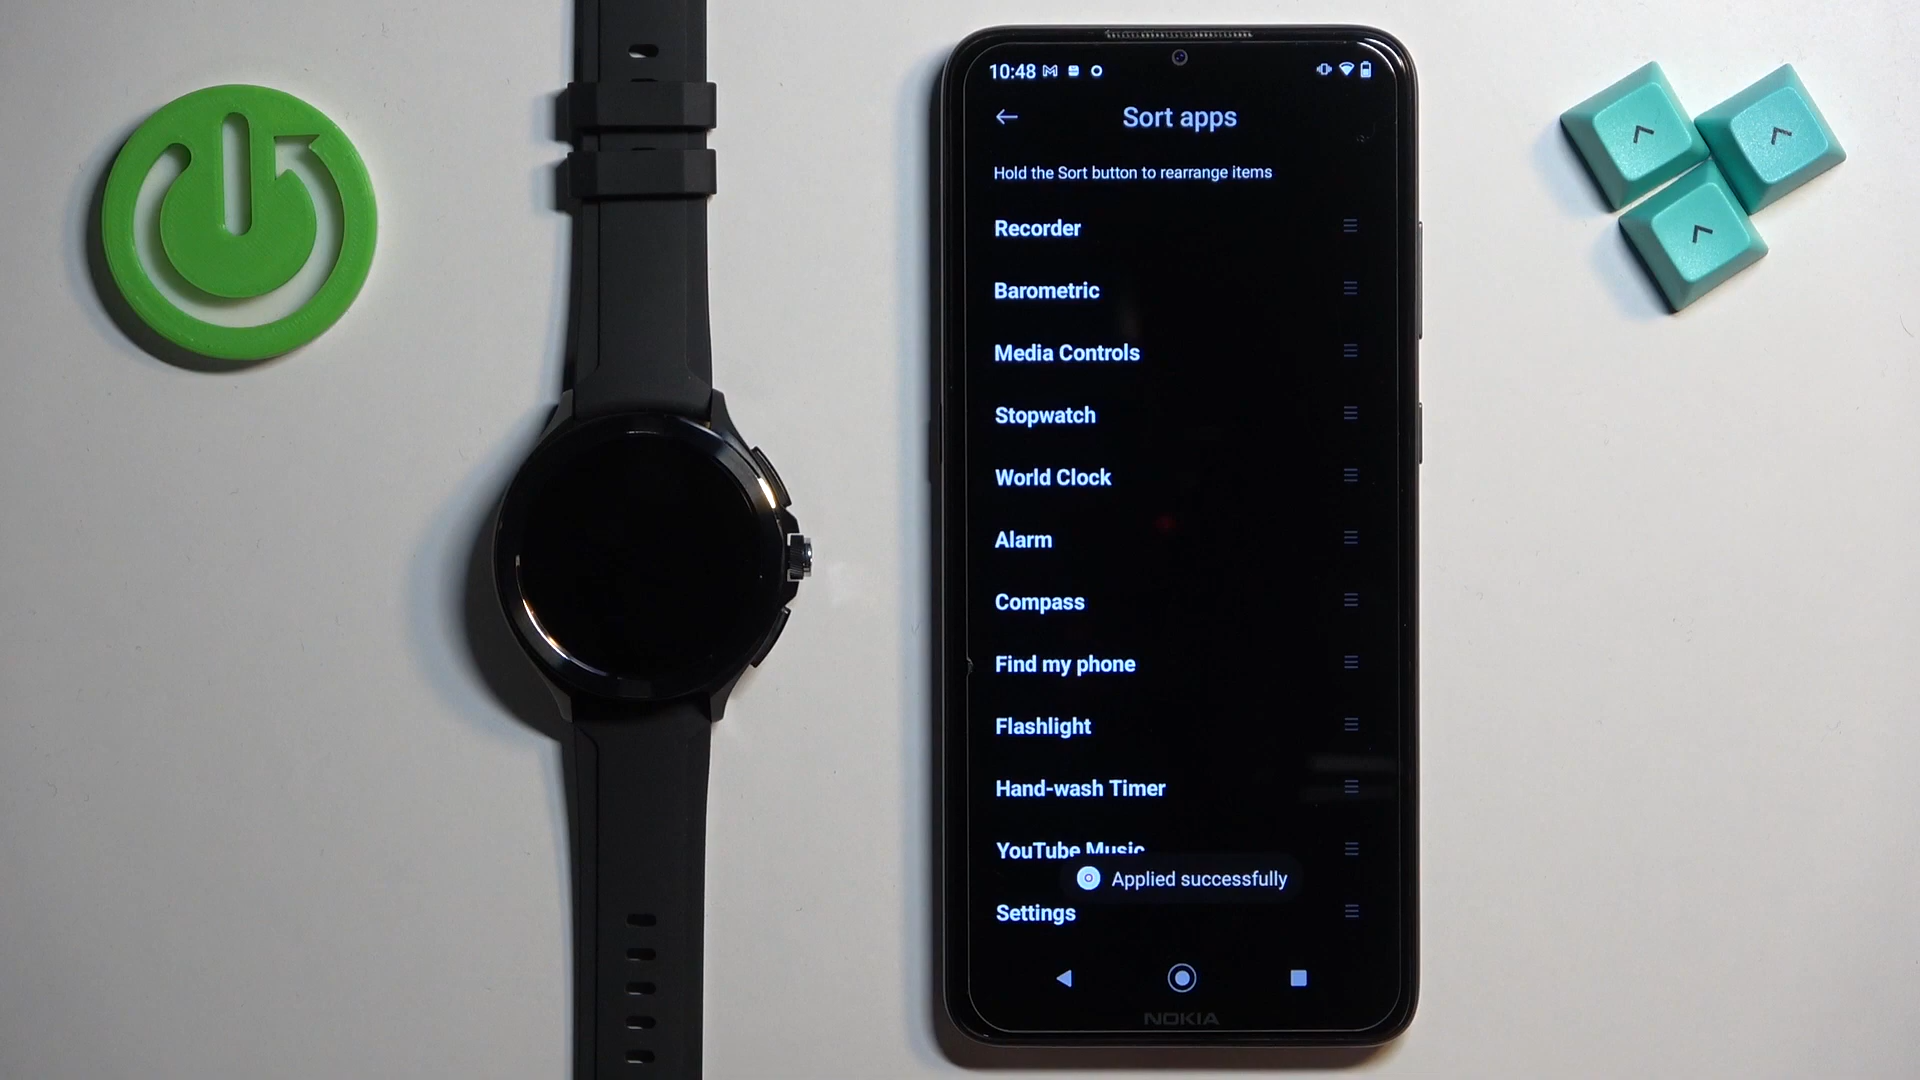 10:48
Sort apps
Hold the Sort button to rearrange items
Recorder
Barometric
Media Controls
Stopwatch
World Clock
Alarm
Compass
Find my phone
Flashlight
Hand-wash Timer
YouTube Music
Applied successfully
Settings
NOKIA